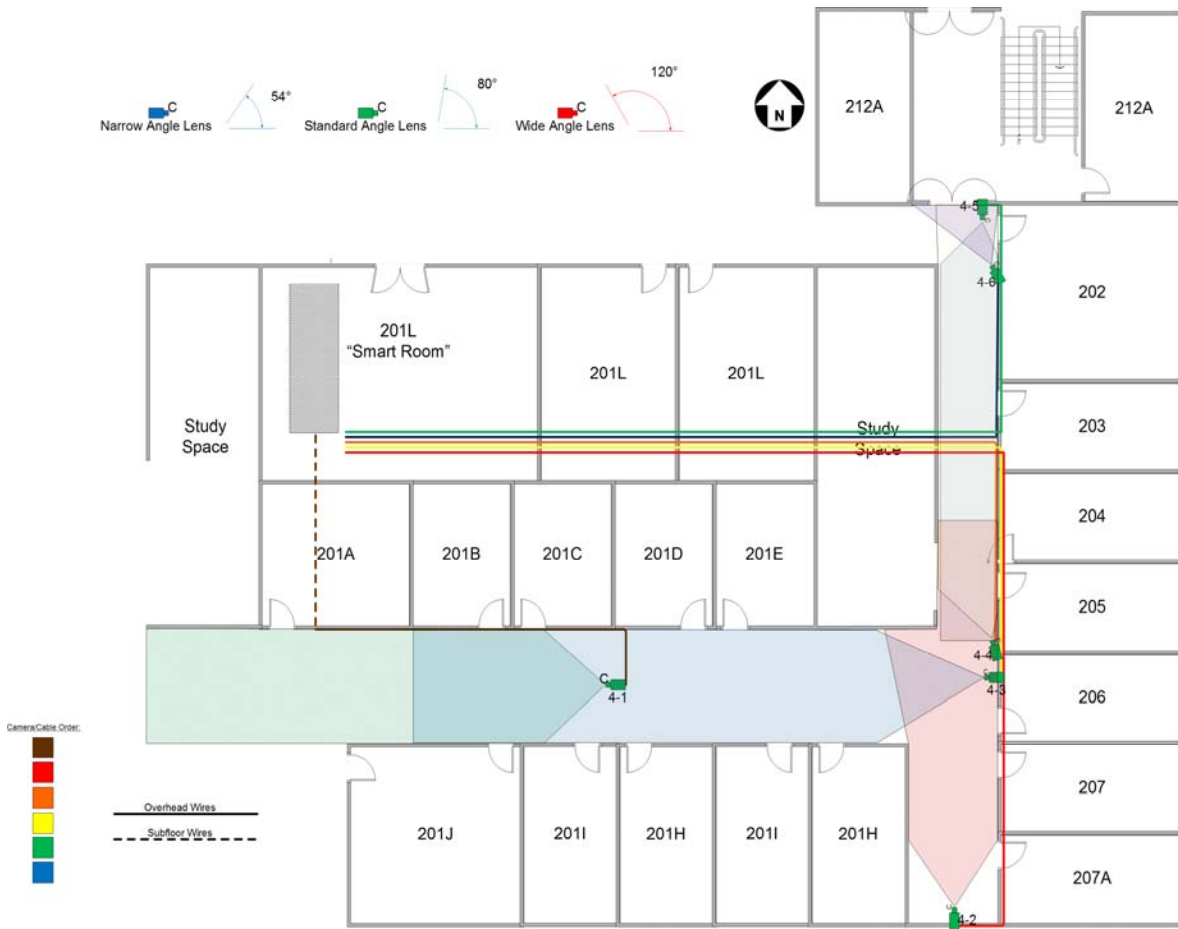 C
54°
Narrow Angle Lens
C
80°
Standard Angle Lens
C
120°
Wide Angle Lens
N
212A
212A
4-5
C
4-6
202
201L
"Smart Room"
201L
201L
Study
Space
Study
Space
203
204
201A
201B
201C
201D
201E
205
4-4
C
4-3
206
C
4-1
Camera/Cable Order:
Overhead Wires
Subfloor Wires
201J
201I
201H
201I
201H
207
207A
C
4-2